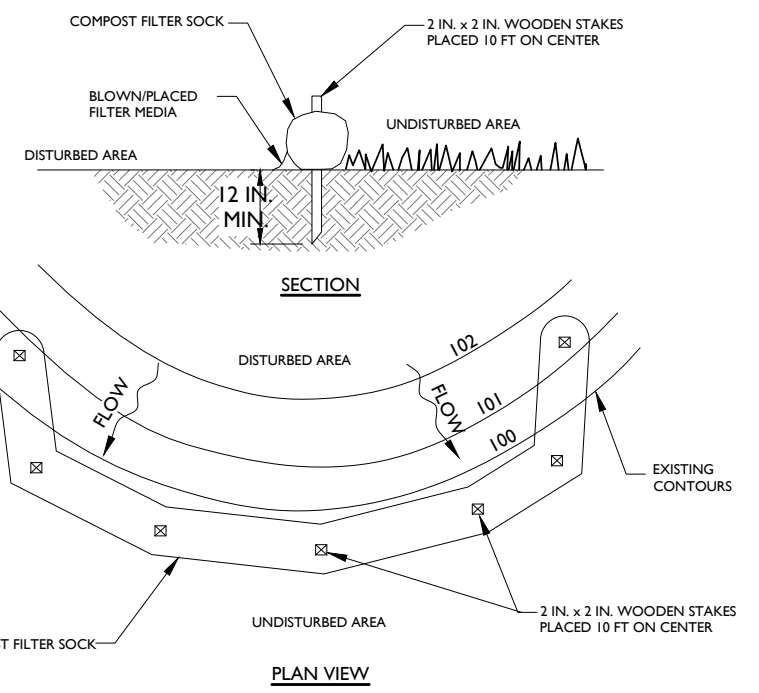 COMPOST FILTER SOCK
2 IN. x 2 IN. WOODEN STAKES
PLACED 10 FT ON CENTER
BLOWN/PLACED
FILTER MEDIA
UNDISTURBED AREA
DISTURBED AREA
12 IN.
MIN.
SECTION
102
DISTURBED AREA
FLOW
FLOW
101
100
EXISTING
CONTOURS
2 IN. x 2 IN. WOODEN STAKES
PLACED 10 FT ON CENTER
UNDISTURBED AREA
FILTER SOCK
PLAN VIEW